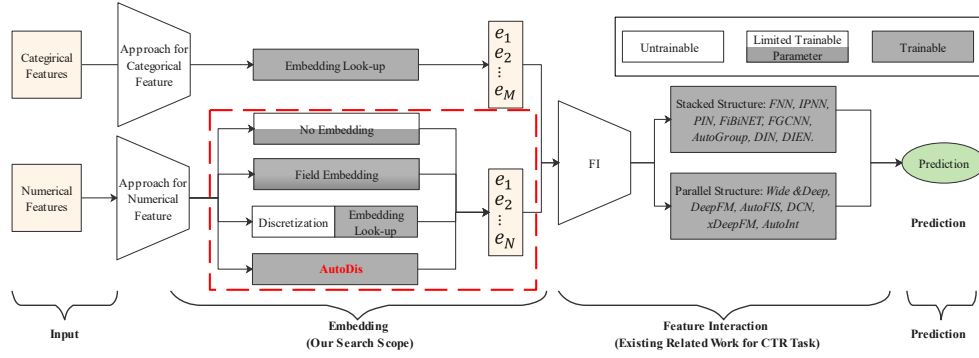 Categirical
Features
Approach for
Categorical
Feature
Embedding Look-up
e1
e2
⋮
eM
Untrainable
Limited Trainable
Parameter
Trainable
Numerical
Features
Approach for
Numerical
Feature
No Embedding
Field Embedding
Discretization
Embedding
Look-up
AutoDis
e1
e2
⋮
eN
FI
Stacked Structure: FNN, IPNN,
PIN, FiBiNET, FGCNN,
AutoGroup, DIN, DIEN.
Parallel Structure: Wide &Deep,
DeepFM, AutoFIS, DCN,
xDeepFM, AutoInt
Prediction
Prediction
Input
Embedding
(Our Search Scope)
Feature Interaction
(Existing Related Work for CTR Task)
Prediction